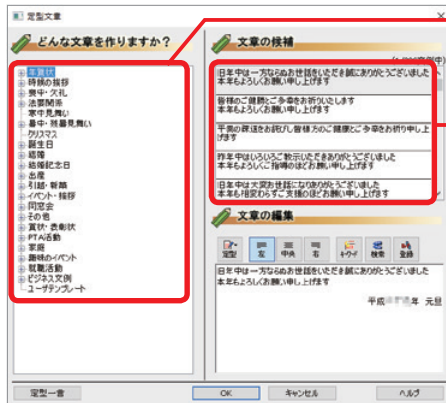 定型文章
どんな文章を作りますか？
年賀状
時候の挨拶
喪中・欠礼
法要関係
寒中見舞い
暑中・残暑見舞い
クリスマス
誕生日
結婚
結婚記念日
出産
引越・新築
イベント・挨拶
同窓会
その他
賞状・表彰状
PTA活動
家庭
趣味のイベント
就職活動
ビジネス文例
ユーザテンプレート
文章の候補
旧年中は一方ならぬお世話をいただき誠にありがとうございました
本年もよろしくお願い申し上げます
皆様のご健勝とご多幸をお祈りいたします
本年もよろしくお願い申し上げます
平素の疎遠をお詫びし皆様方のご健康とご多幸をお祈り申し上げます
昨年中はいろいろご教示いただきありがとうございました
本年もよろしくご指導のほどお願い申し上げます
旧年中は大変お世話になりありがとうございました
本年も相変わらずご支援のほどお願い申し上げます
文章の編集
定型
左
中央
右
キーワード
検索
登録
旧年中は一方ならぬお世話をいただき誠にありがとうございました
本年もよろしくお願い申し上げます
平成 年 元旦
定型一言
OK
キャンセル
ヘルプ